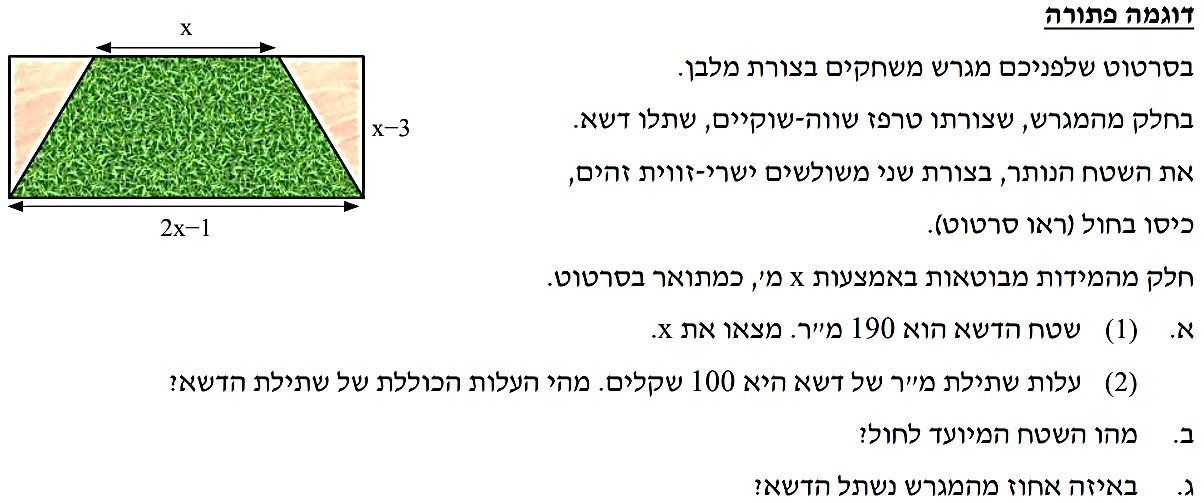 דוגמה פתורה
בסרטוט שלפניכם מגרש משחקים בצורת מלבן.
בחלק מהמגרש, שצורתו טרפז שווה-שוקיים, שתלו דשא.
את השטח הנותר, בצורת שני משולשים ישרי-זווית זהים,
כיסו בחול (ראו סרטוט).
חלק מהמידות מבוטאות באמצעות x מ', כמתואר בסרטוט.
א. (1) שטח הדשא הוא 190 מ"ר. מצאו את x.
(2) עלות שתילת מ"ר של דשא היא 100 שקלים. מהי העלות הכוללת של שתילת הדשא?
ב. מהו השטח המיועד לחול?
ג. באיזה אחוז מהמגרש נשתל הדשא?
x
x−3
2x−1